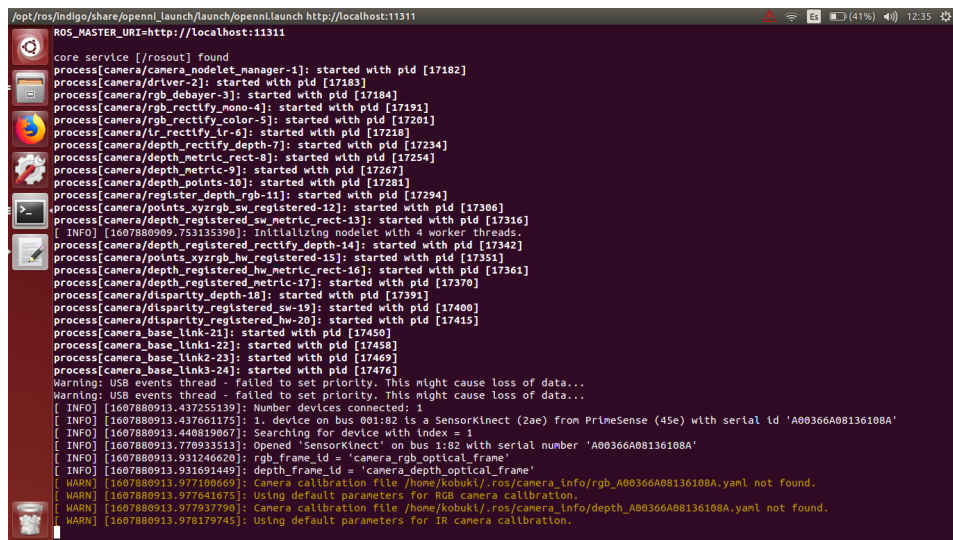 /opt/ros/indigo/share/openni_launch/launch/openni.launch http://localhost:11311
Es (41%) 12:35
ROS_MASTER_URI=http://localhost:11311
core service [/rosout] found
process[camera/camera_nodelet_manager-1]: started with pid [17182]
process[camera/driver-2]: started with pid [17183]
process[camera/rgb_debayer-3]: started with pid [17184]
process[camera/rgb_rectify_mono-4]: started with pid [17191]
process[camera/rgb_rectify_color-5]: started with pid [17201]
process[camera/ir_rectify_ir-6]: started with pid [17218]
process[camera/depth_rectify_depth-7]: started with pid [17234]
process[camera/depth_metric_rect-8]: started with pid [17254]
process[camera/depth_metric-9]: started with pid [17267]
process[camera/depth_points-10]: started with pid [17281]
process[camera/register_depth_rgb-11]: started with pid [17294]
process[camera/points_xyzrgb_sw_registered-12]: started with pid [17306]
process[camera/depth_registered_sw_metric_rect-13]: started with pid [17316]
[ INFO] [1607880909.753135390]: Initializing nodelet with 4 worker threads.
process[camera/depth_registered_rectify_depth-14]: started with pid [17342]
process[camera/points_xyzrgb_hw_registered-15]: started with pid [17351]
process[camera/depth_registered_hw_metric_rect-16]: started with pid [17361]
process[camera/depth_registered_metric-17]: started with pid [17370]
process[camera/disparity_depth-18]: started with pid [17391]
process[camera/disparity_registered_sw-19]: started with pid [17400]
process[camera/disparity_registered_hw-20]: started with pid [17415]
process[camera_base_link-21]: started with pid [17450]
process[camera_base_link1-22]: started with pid [17458]
process[camera_base_link2-23]: started with pid [17469]
process[camera_base_link3-24]: started with pid [17476]
Warning: USB events thread - failed to set priority. This might cause loss of data...
Warning: USB events thread - failed to set priority. This might cause loss of data...
[ INFO] [1607880913.437255139]: Number devices connected: 1
[ INFO] [1607880913.437661175]: 1. device on bus 001:82 is a SensorKinect (2ae) from PrimeSense (45e) with serial id 'A00366A08136108A'
[ INFO] [1607880913.440819067]: Searching for device with index = 1
[ INFO] [1607880913.770933513]: Opened 'SensorKinect' on bus 1:82 with serial number 'A00366A08136108A'
[ INFO] [1607880913.931246620]: rgb_frame_id = 'camera_rgb_optical_frame'
[ INFO] [1607880913.931691449]: depth_frame_id = 'camera_depth_optical_frame'
[ WARN] [1607880913.977100669]: Camera calibration file /home/kobuki/.ros/camera_info/rgb_A00366A08136108A.yaml not found.
[ WARN] [1607880913.977641675]: Using default parameters for RGB camera calibration.
[ WARN] [1607880913.977937790]: Camera calibration file /home/kobuki/.ros/camera_info/depth_A00366A08136108A.yaml not found.
[ WARN] [1607880913.978179745]: Using default parameters for IR camera calibration.